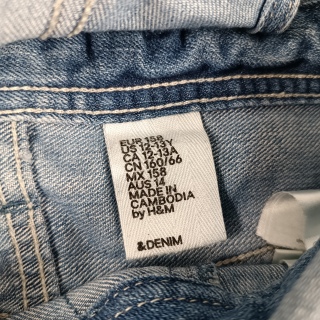 EUR 158
US 12-13Y
CA 12-13A
CN 160/66
MX 158
AUS 14
MADE IN
CAMBODIA
by H&M
&DENIM